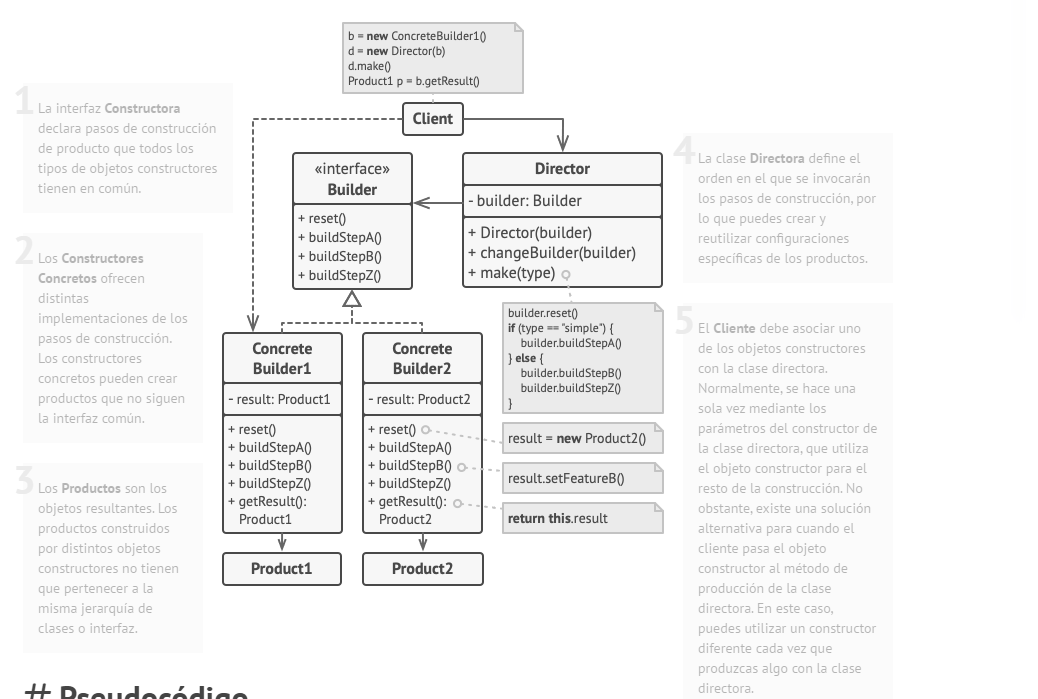 b = new ConcreteBuilder1()
d = new Director(b)
d.make()
Product1 p = b.getResult()
Client
1
La interfaz Constructora
declara pasos de construcción
de producto que todos los
tipos de objetos constructores
tienen en común.
2
Los Constructores
Concretos ofrecen
distintas
implementaciones de los
pasos de construcción.
Los constructores
concretos pueden crear
productos que no siguen
la interfaz común.
3
Los Productos son los
objetos resultantes. Los
productos construidos
por distintos objetos
constructores no tienen
que pertenecer a la
misma jerarquía de
clases o interfaz.
«interface»
Builder
+ reset()
+ buildStepA()
+ buildStepB()
+ buildStepZ()
Director
- builder: Builder
+ Director(builder)
+ changeBuilder(builder)
+ make(type)
builder.reset()
if (type == "simple") {
builder.buildStepA()
} else {
builder.buildStepB()
builder.buildStepZ()
}
Concrete
Builder1
- result: Product1
+ reset()
+ buildStepA()
+ buildStepB()
+ buildStepZ()
+ getResult():
Product1
Concrete
Builder2
- result: Product2
+ reset()
+ buildStepA()
+ buildStepB()
+ buildStepZ()
+ getResult():
Product2
result = new Product2()
result.setFeatureB()
return this.result
Product1
Product2
4
La clase Directora define el
orden en el que se invocarán
los pasos de construcción, por
lo que puedes crear y
reutilizar configuraciones
específicas de los productos.
5
El Cliente debe asociar uno
de los objetos constructores
con la clase directora.
Normalmente, se hace una
sola vez mediante los
parámetros del constructor de
la clase directora, que utiliza
el objeto constructor para el
resto de la construcción. No
obstante, existe una solución
alternativa para cuando el
cliente pasa el objeto
constructor al método de
producción de la clase
directora. En este caso,
puedes utilizar un constructor
diferente cada vez que
produzcas algo con la clase
directora.
# Pseudocódigo